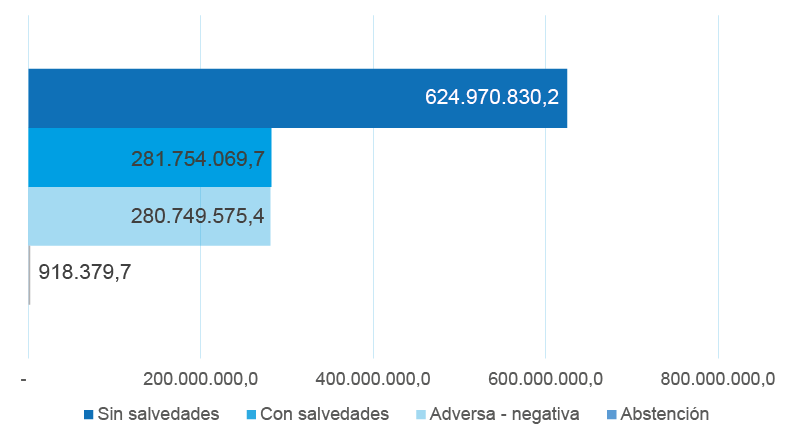 624.970.830,2
281.754.069,7
280.749.575,4
918.379,7
- 200.000.000,0 400.000.000,0 600.000.000,0 800.000.000,0
Sin salvedades Con salvedades Adversa - negativa Abstención